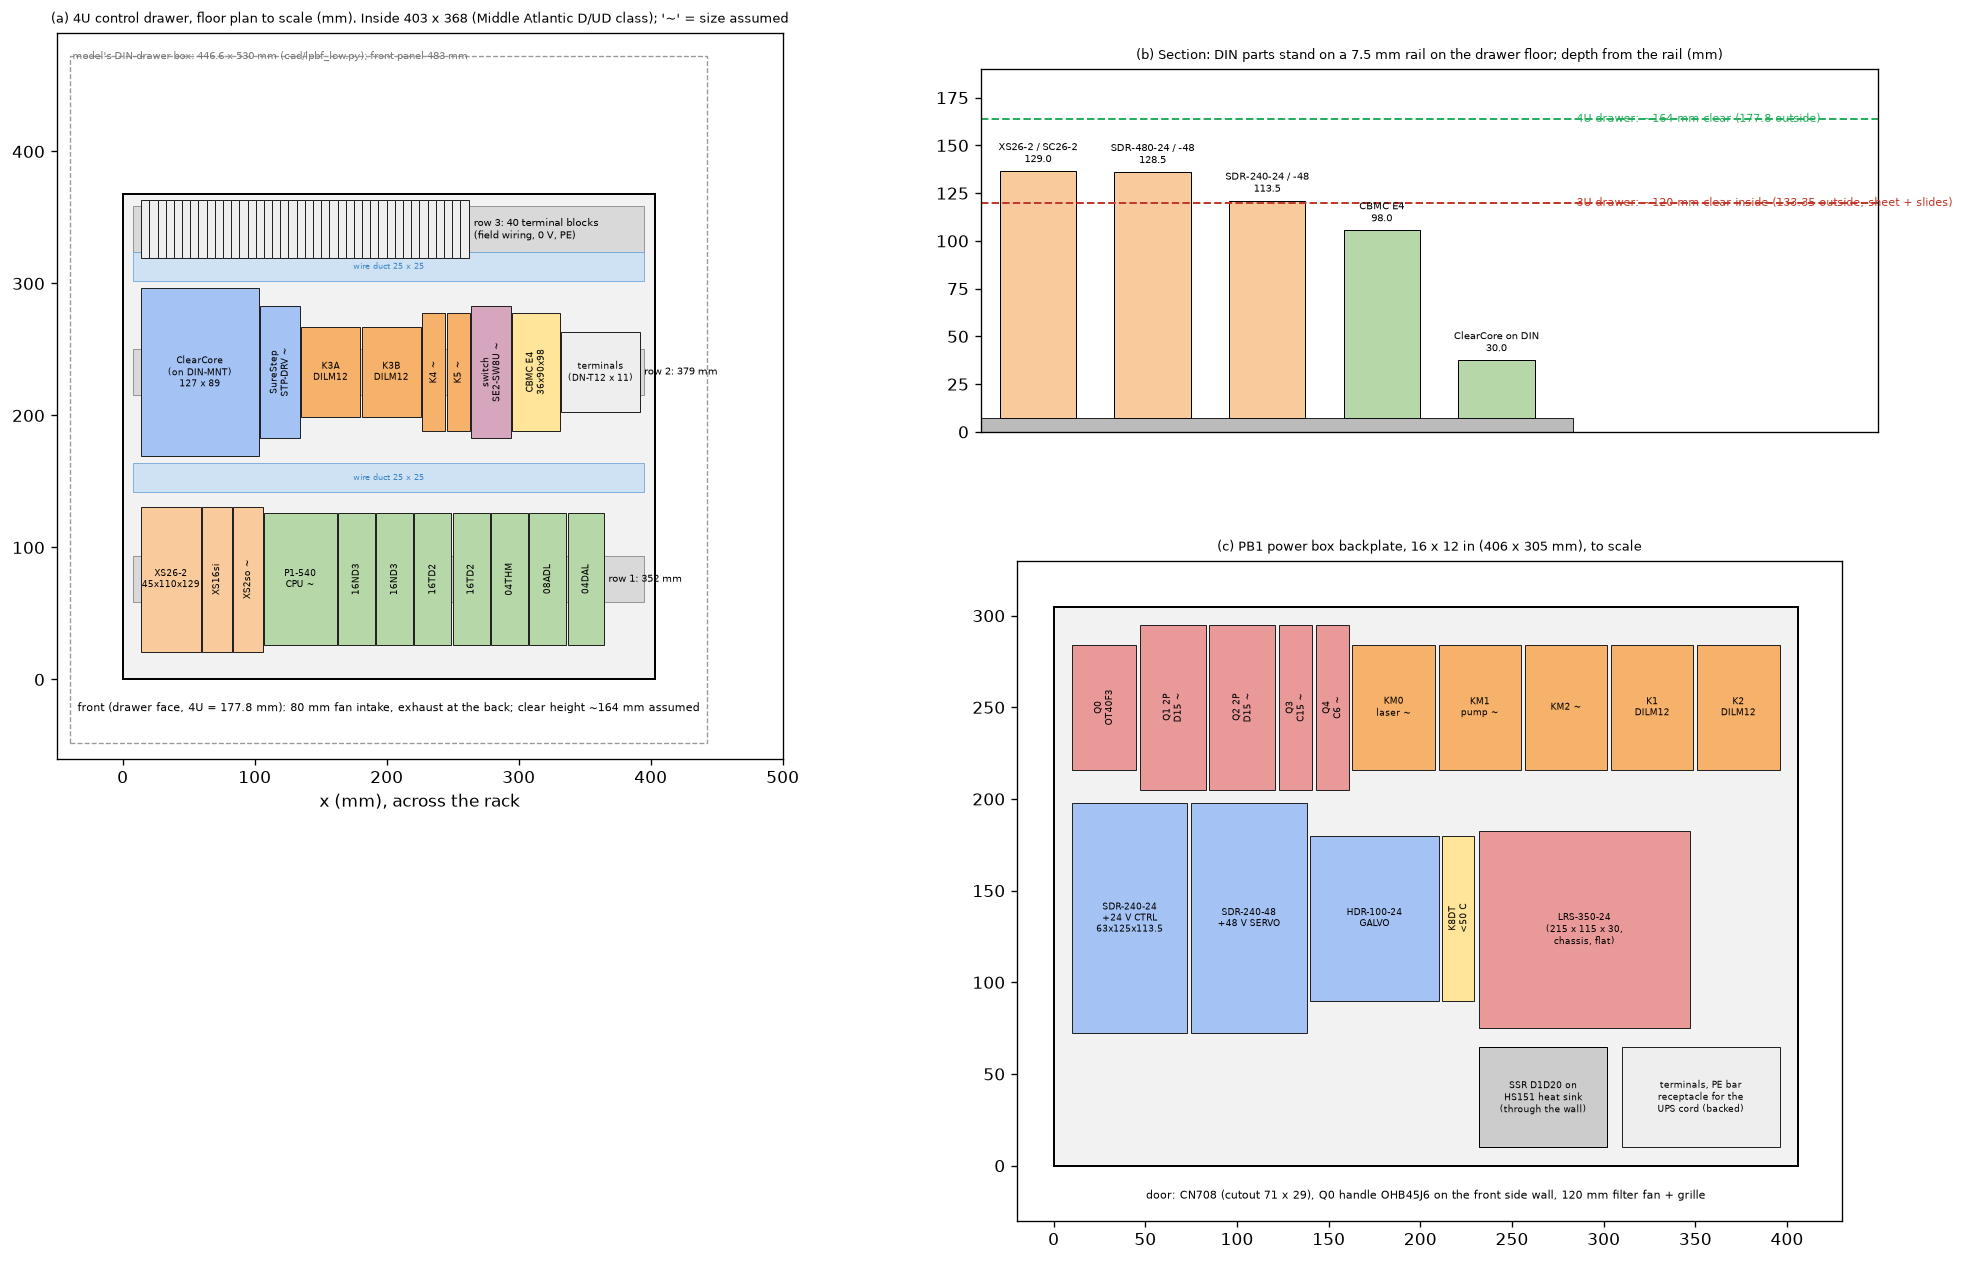 (a) 4U control drawer, floor plan to scale (mm). Inside 403 x 368 (Middle Atlantic D/UD class); '~' = size assumed
model's DIN-drawer box: 446.6 x 530 mm (cad/lpbf_low.py); front panel 483 mm
row 3: 40 terminal blocks
(field wiring, 0 V, PE)
wire duct 25 x 25
ClearCore
(on DIN-MNT)
127 x 89
SureStep
STP-DRV ~
K3A
DILM12
K3B
DILM12
K4 ~
K5 ~
switch
SE2-SW8U ~
CBMC E4
36x90x98
terminals
(DN-T12 x 11)
row 2: 379 mm
wire duct 25 x 25
XS26-2
45x110x129
XS16si
XS2so ~
P1-540
CPU ~
16ND3
16ND3
16TD2
16TD2
04THM
08ADL
04DAL
row 1: 352 mm
front (drawer face, 4U = 177.8 mm): 80 mm fan intake, exhaust at the back; clear height ~164 mm assumed
400
300
200
100
0
0
100
200
300
400
500
x (mm), across the rack
(b) Section: DIN parts stand on a 7.5 mm rail on the drawer floor; depth from the rail (mm)
175
150
125
100
75
50
25
0
4U drawer: ~164 mm clear (177.8 outside)
3U drawer: ~120 mm clear inside (133.35 outside, sheet + slides)
XS26-2 / SC26-2
129.0
SDR-480-24 / -48
128.5
SDR-240-24 / -48
113.5
CBMC E4
98.0
ClearCore on DIN
30.0
(c) PB1 power box backplate, 16 x 12 in (406 x 305 mm), to scale
300
250
200
150
100
50
0
Q0
OT40F3
Q1 2P
D15 ~
Q2 2P
D15 ~
Q3
C15 ~
Q4
C6 ~
KM0
laser ~
KM1
pump ~
KM2 ~
K1
DILM12
K2
DILM12
SDR-240-24
+24 V CTRL
63x125x113.5
SDR-240-48
+48 V SERVO
HDR-100-24
GALVO
K8DT
<50 C
LRS-350-24
(215 x 115 x 30,
chassis, flat)
SSR D1D20 on
HS151 heat sink
(through the wall)
terminals, PE bar
receptacle for the
UPS cord (backed)
door: CN708 (cutout 71 x 29), Q0 handle OHB45J6 on the front side wall, 120 mm filter fan + grille
0
50
100
150
200
250
300
350
400